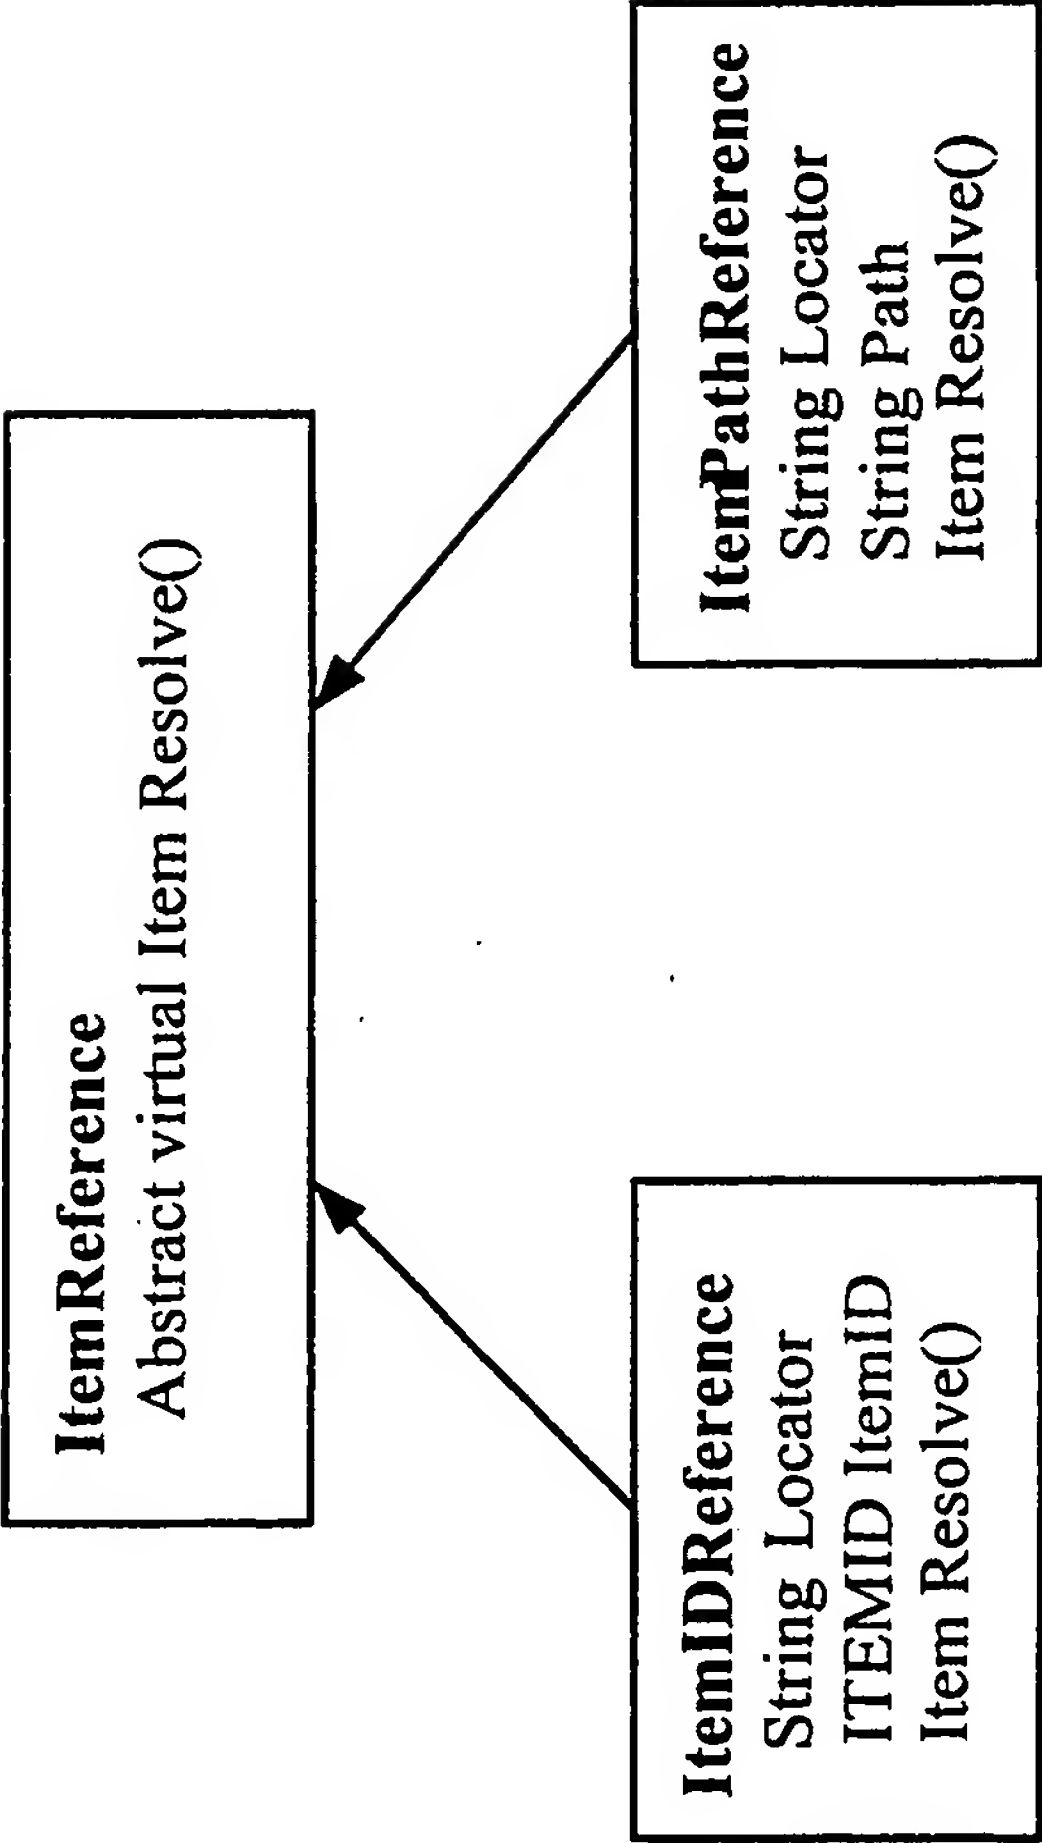 ItemReference
Abstract virtual Item Resolve()
ItemIDReference
String Locator
ITEMID ItemID
Item Resolve()
ItemPathReference
String Locator
String Path
Item Resolve()